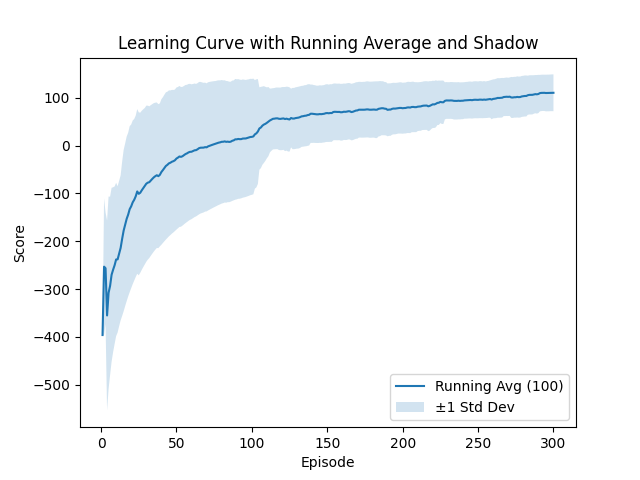 Learning Curve with Running Average and Shadow
Score
100
0
−100
−200
−300
−400
−500
0 50 100 150 200 250 300
Episode
Running Avg (100)
±1 Std Dev